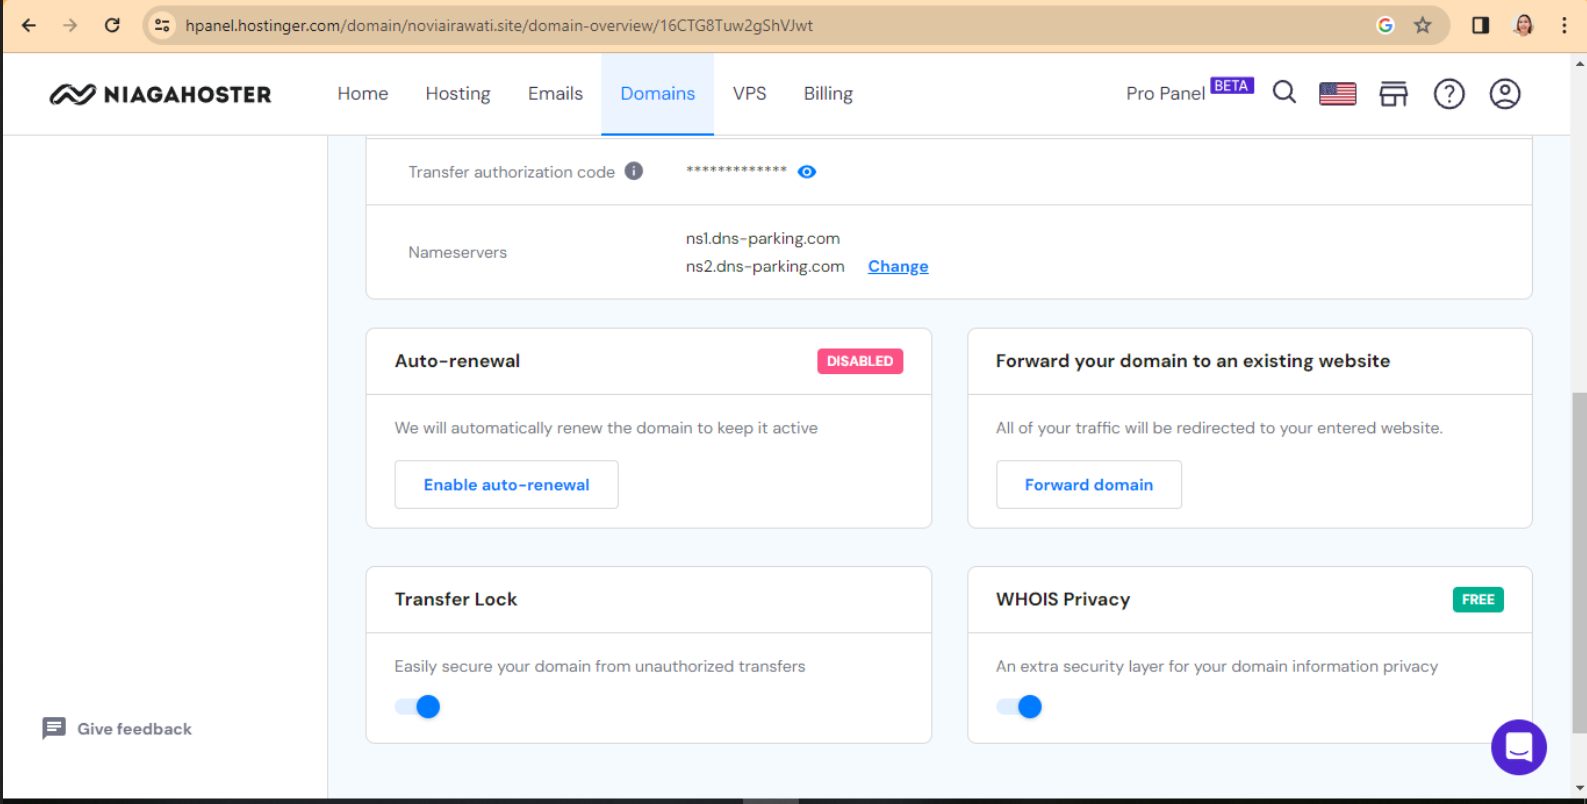 hpanel.hostinger.com/domain/noviairawati.site/domain-overview/16CTG8Tuw2gShVJwt
NIAGAHOSTER
Home Hosting Emails Domains VPS Billing
Pro Panel BETA
Transfer authorization code *************
Nameservers
ns1.dns-parking.com
ns2.dns-parking.com Change
Auto-renewal DISABLED
We will automatically renew the domain to keep it active
Enable auto-renewal
Forward your domain to an existing website
All of your traffic will be redirected to your entered website.
Forward domain
Transfer Lock
Easily secure your domain from unauthorized transfers
WHOIS Privacy FREE
An extra security layer for your domain information privacy
Give feedback